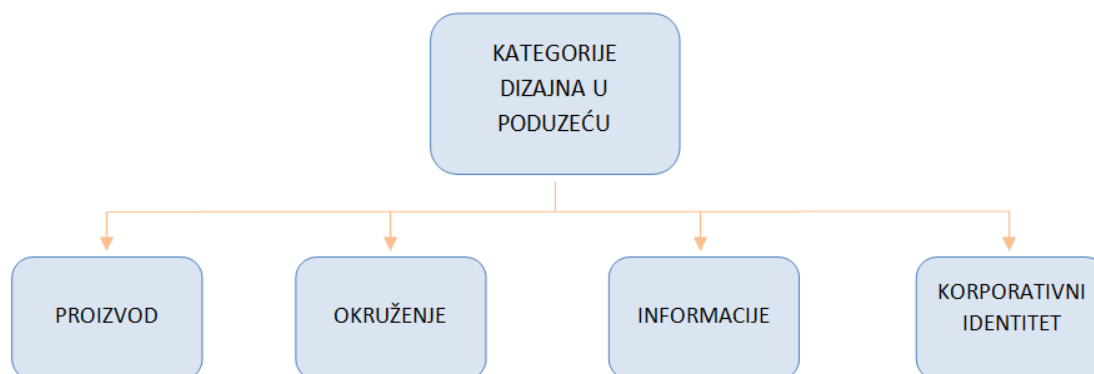 KATEGORIJE
DIZAJNA U
PODUZEĆU
PROIZVOD
OKRUŽENJE
INFORMACIJE
KORPORATIVNI
IDENTITET